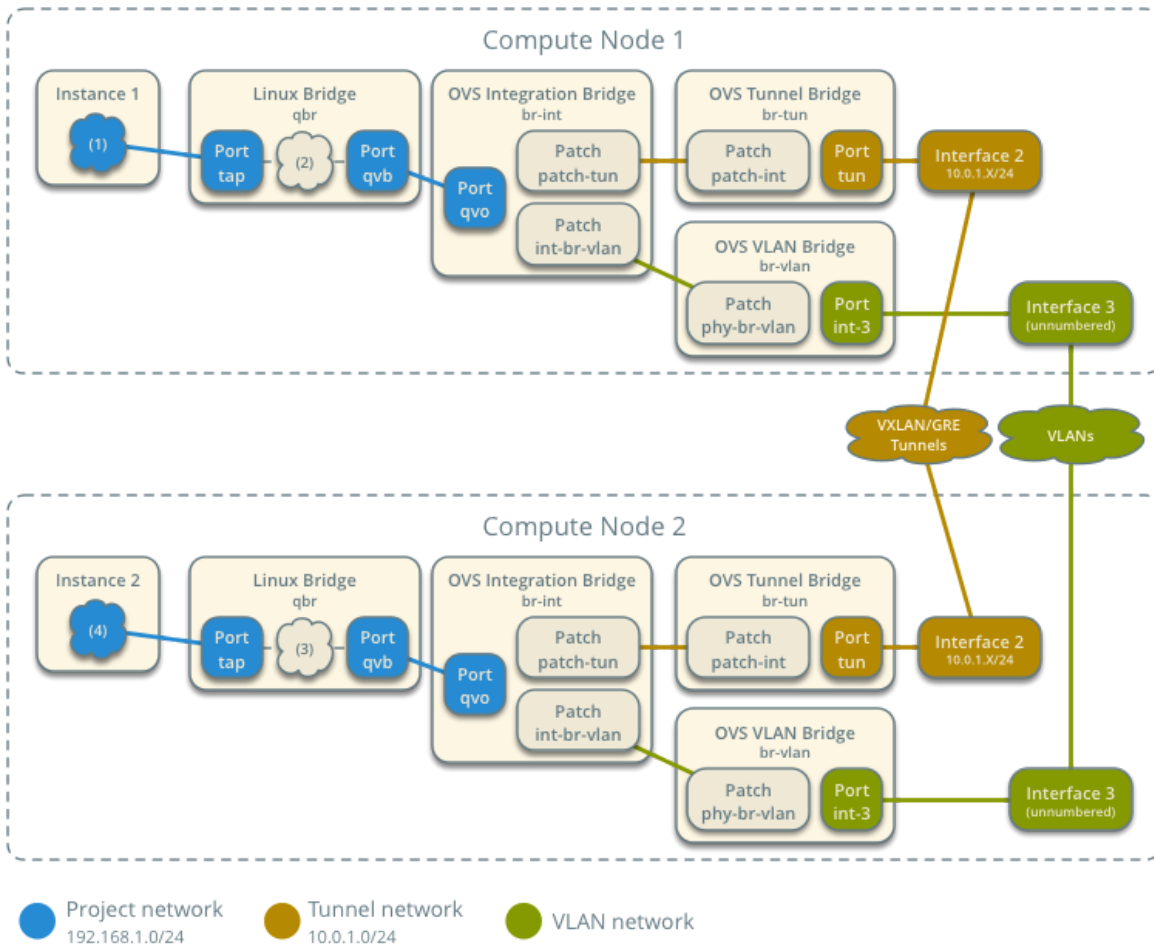 Compute Node 1
Instance 1
(1)
Linux Bridge
qbr
Port
tap
(2)
Port
qvb
OVS Integration Bridge
br-int
Port
qvo
Patch
patch-tun
Patch
int-br-vlan
OVS Tunnel Bridge
br-tun
Patch
patch-int
Port
tun
Interface 2
10.0.1.X/24
OVS VLAN Bridge
br-vlan
Patch
phy-br-vlan
Port
int-3
Interface 3
(unnumbered)
VXLAN/GRE
Tunnels
VLANs
Compute Node 2
Instance 2
(4)
Linux Bridge
qbr
Port
tap
(3)
Port
qvb
OVS Integration Bridge
br-int
Port
qvo
Patch
patch-tun
Patch
int-br-vlan
OVS Tunnel Bridge
br-tun
Patch
patch-int
Port
tun
Interface 2
10.0.1.X/24
OVS VLAN Bridge
br-vlan
Patch
phy-br-vlan
Port
int-3
Interface 3
(unnumbered)
Project network
192.168.1.0/24
Tunnel network
10.0.1.0/24
VLAN network